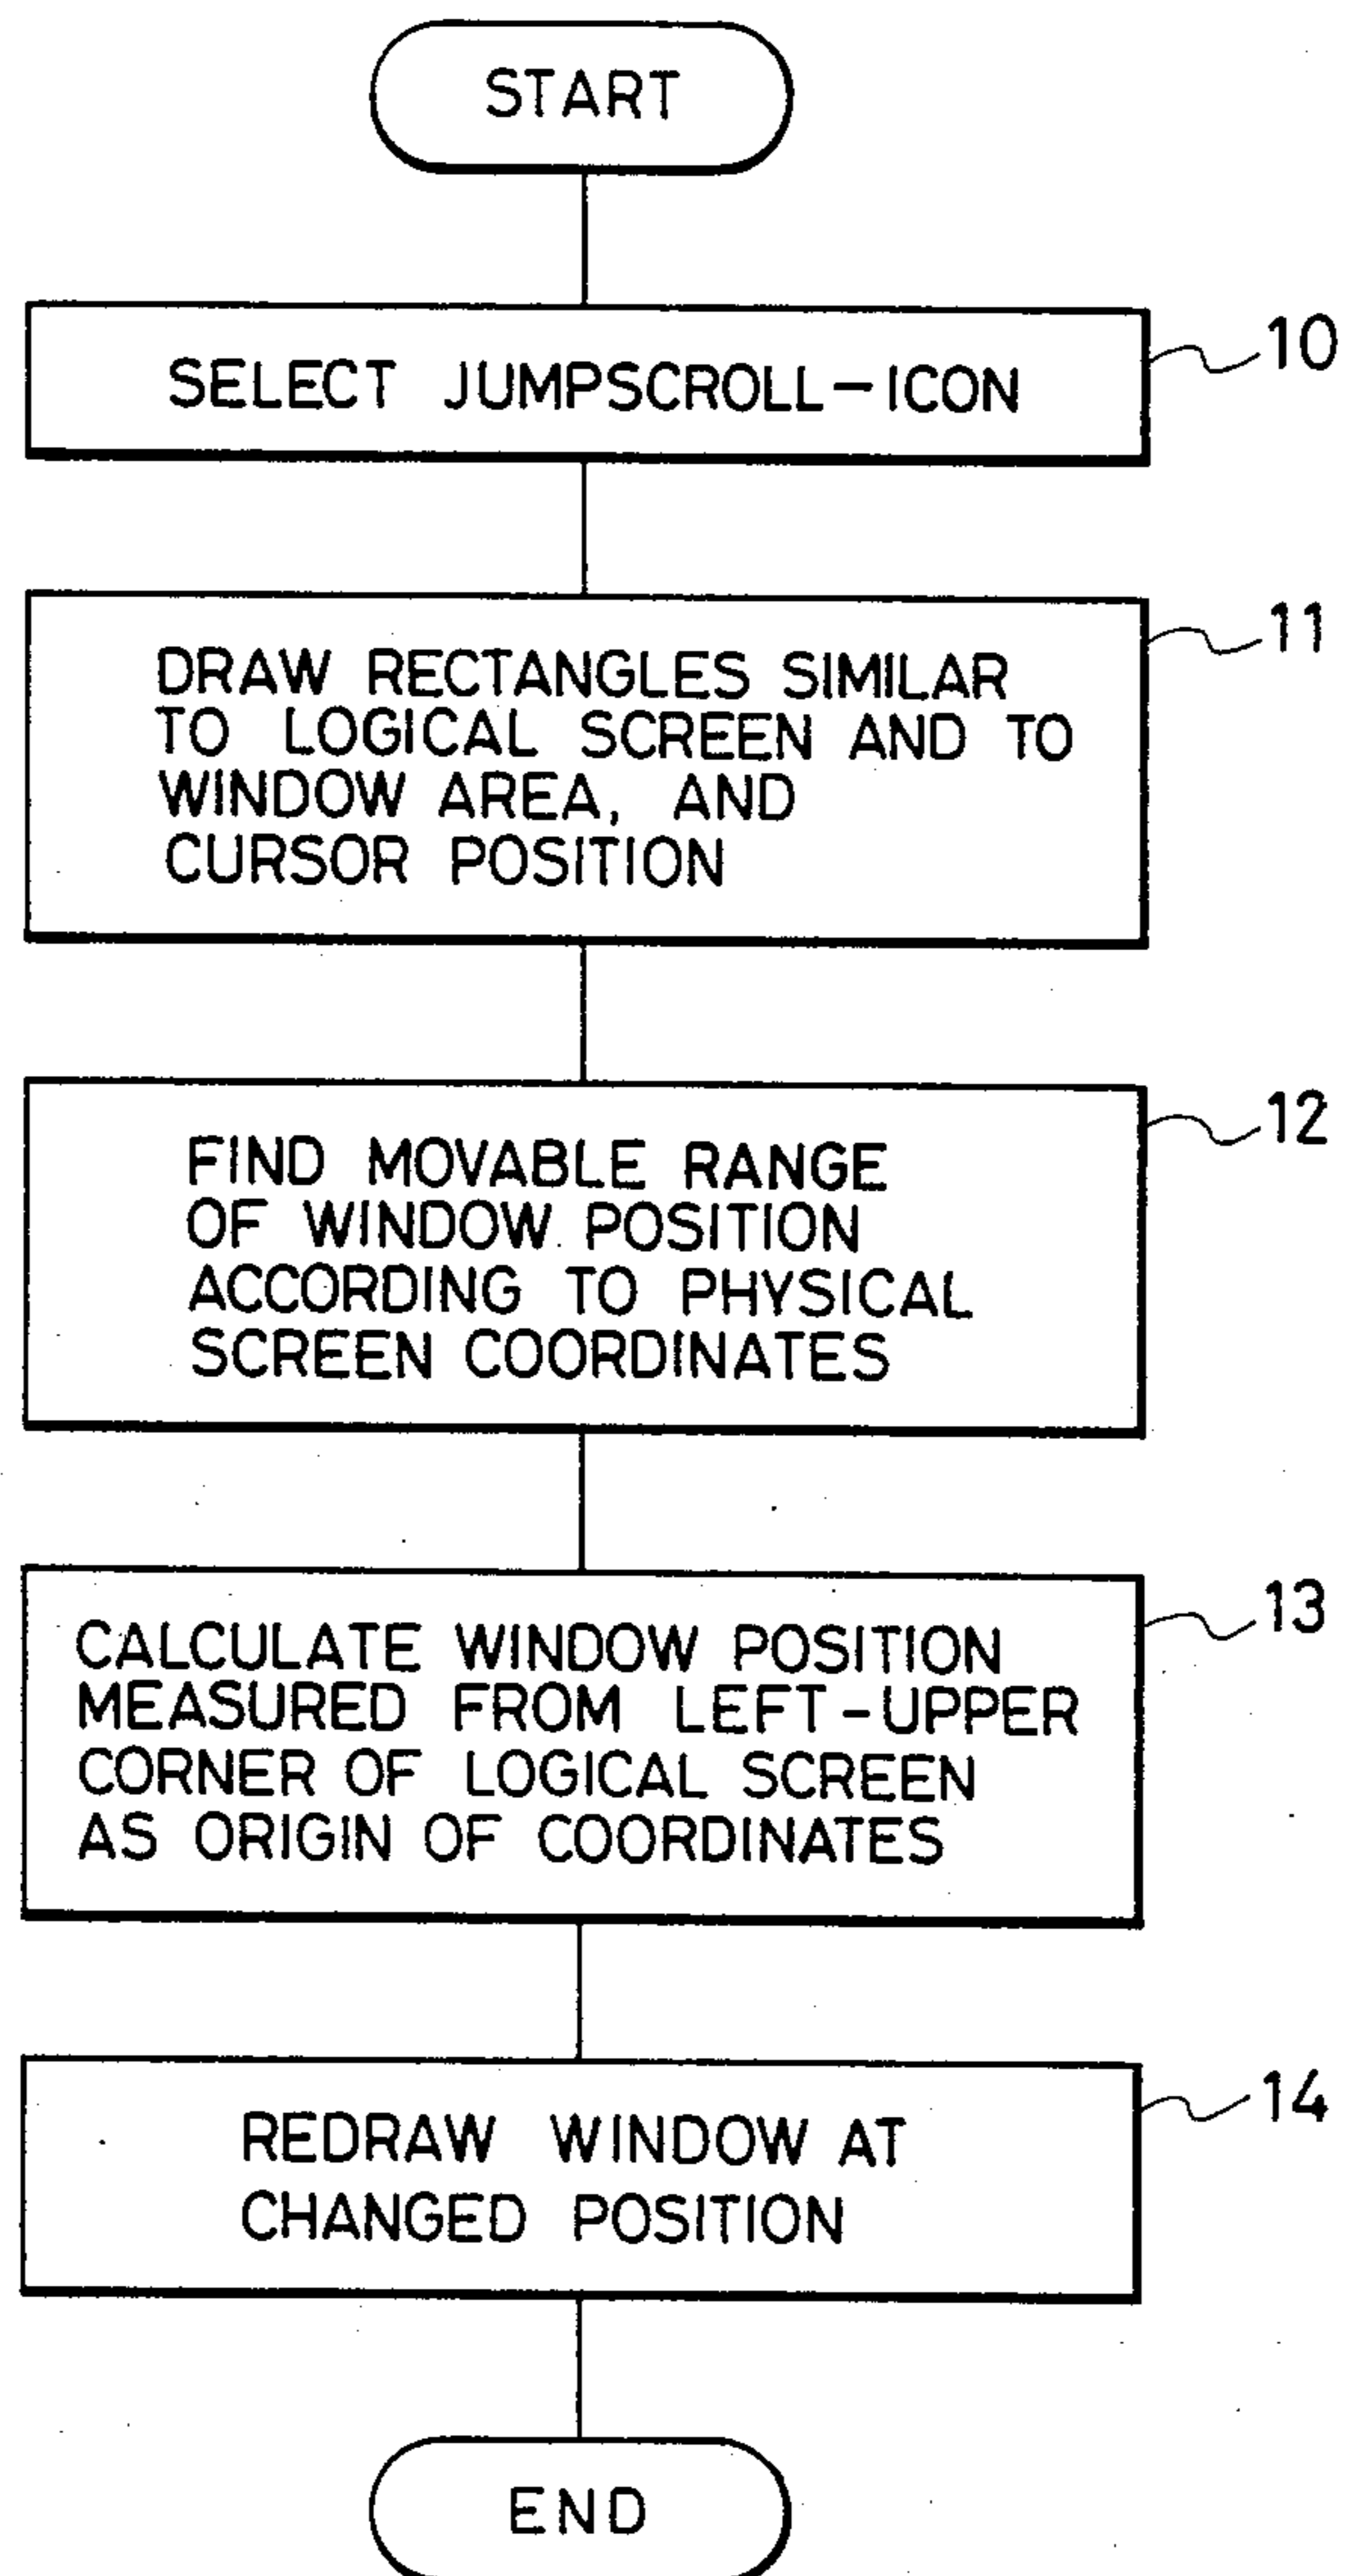 START
SELECT JUMPSCROLL-ICON
10
DRAW RECTANGLES SIMILAR
TO LOGICAL SCREEN AND TO
WINDOW AREA, AND
CURSOR POSITION
11
FIND MOVABLE RANGE
OF WINDOW POSITION
ACCORDING TO PHYSICAL
SCREEN COORDINATES
12
CALCULATE WINDOW POSITION
MEASURED FROM LEFT-UPPER
CORNER OF LOGICAL SCREEN
AS ORIGIN OF COORDINATES
13
REDRAW WINDOW AT
CHANGED POSITION
14
END